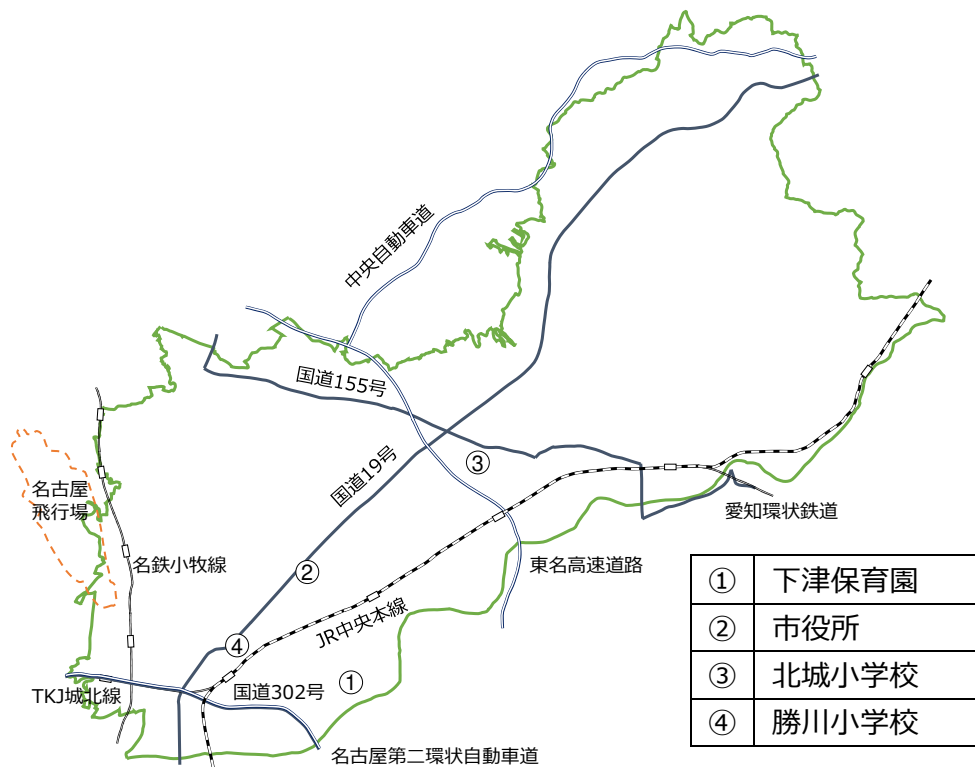 中央自動車道
国道155号
国道19号
③
名古屋
飛行場
愛知環状鉄道
名鉄小牧線
②
東名高速道路
JR中央本線
④
①
TKJ城北線
国道302号
名古屋第二環状自動車道
① 下津保育園
② 市役所
③ 北城小学校
④ 勝川小学校